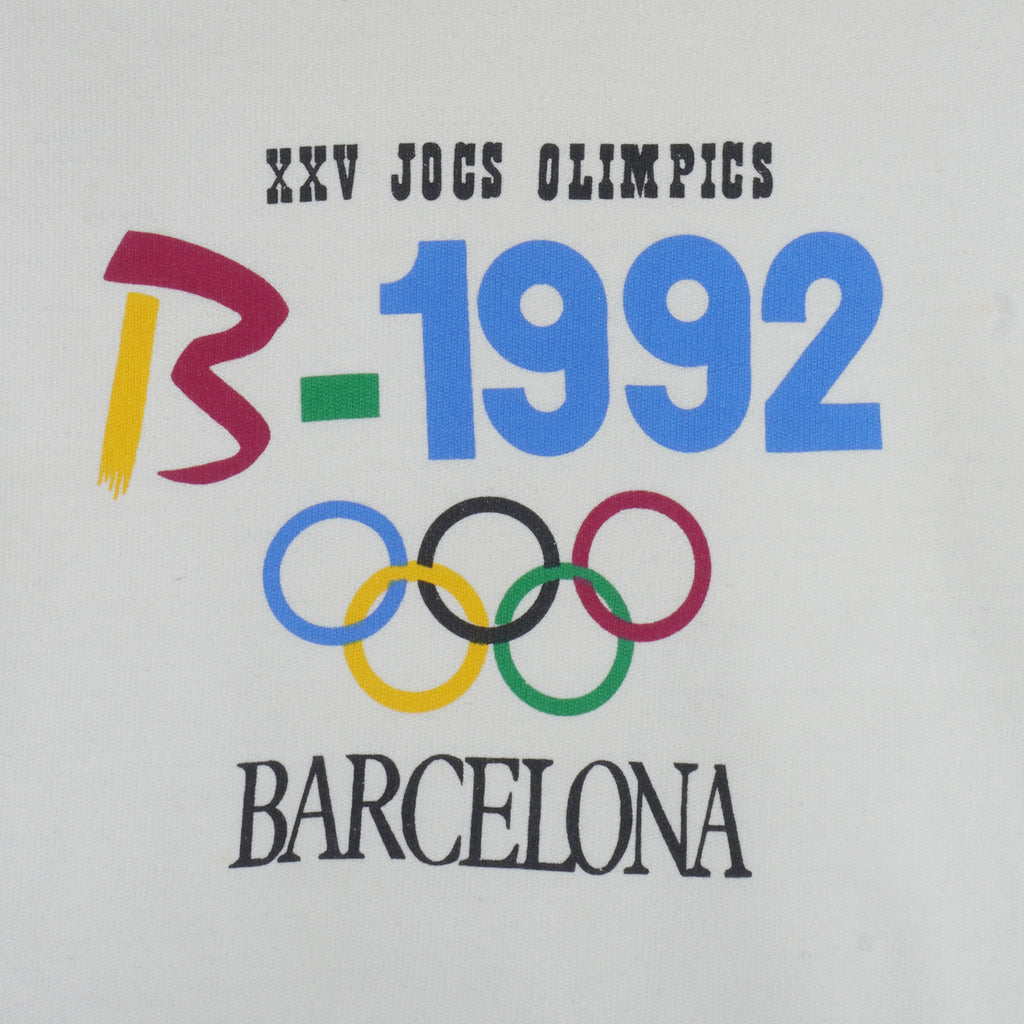 XXV JOCS OLIMPICS
B-1992
BARCELONA